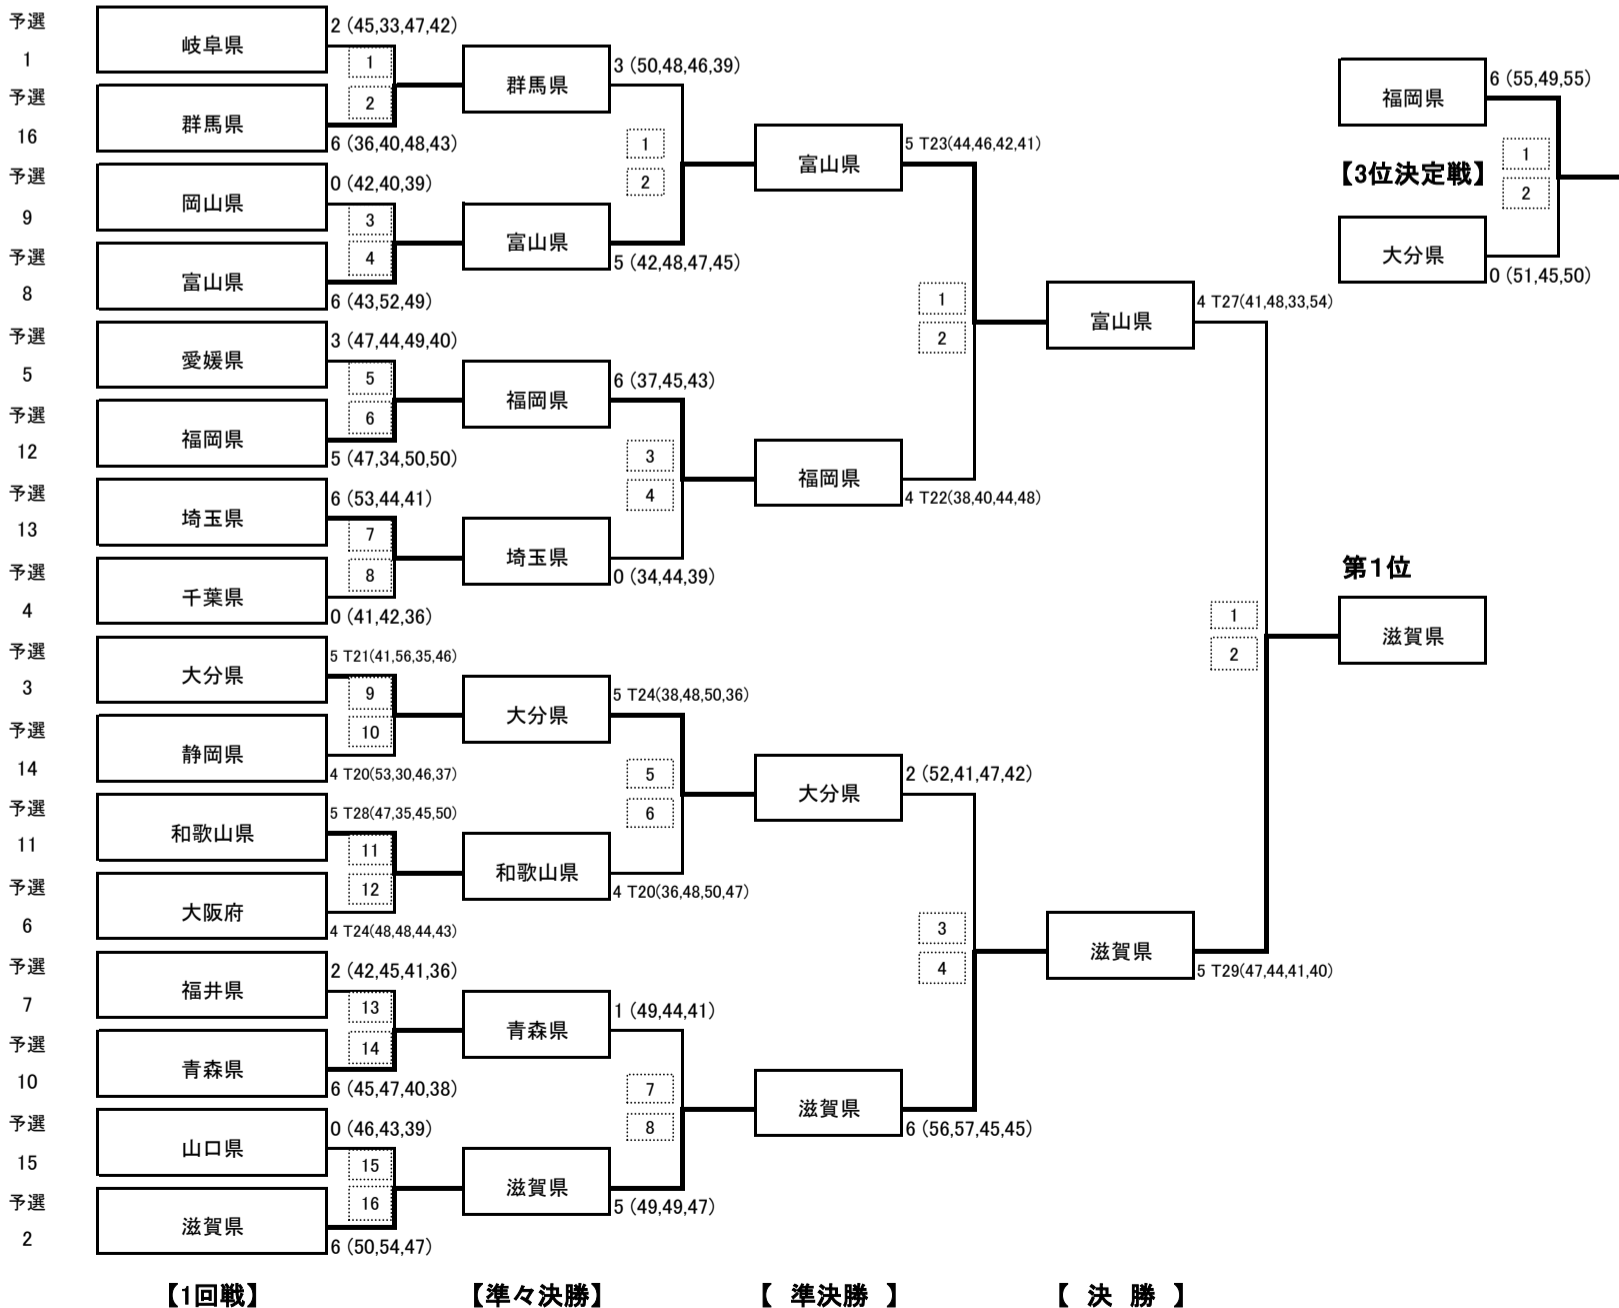 予選
1
岐阜県
2 (45,33,47,42)
1
2
予選
16
群馬県
6 (36,40,48,43)
予選
9
岡山県
0 (42,40,39)
3
4
予選
8
富山県
6 (43,52,49)
予選
5
愛媛県
3 (47,44,49,40)
5
6
予選
12
福岡県
5 (47,34,50,50)
予選
13
埼玉県
6 (53,44,41)
7
8
予選
4
千葉県
0 (41,42,36)
予選
3
大分県
5 T21(41,56,35,46)
9
10
予選
14
静岡県
4 T20(53,30,46,37)
予選
11
和歌山県
5 T28(47,35,45,50)
11
12
予選
6
大阪府
4 T24(48,48,44,43)
予選
7
福井県
2 (42,45,41,36)
13
14
予選
10
青森県
6 (45,47,40,38)
予選
15
山口県
0 (46,43,39)
15
16
予選
2
滋賀県
6 (50,54,47)
【1回戦】
群馬県
3 (50,48,46,39)
1
2
富山県
5 (42,48,47,45)
福岡県
6 (37,45,43)
3
4
埼玉県
0 (34,44,39)
大分県
5 T24(38,48,50,36)
5
6
和歌山県
4 T20(36,48,50,47)
青森県
1 (49,44,41)
7
8
滋賀県
5 (49,49,47)
【準々決勝】
富山県
5 T23(44,46,42,41)
1
2
福岡県
4 T22(38,40,44,48)
大分県
2 (52,41,47,42)
3
4
滋賀県
6 (56,57,45,45)
【 準決勝 】
富山県
4 T27(41,48,33,54)
1
2
滋賀県
5 T29(47,44,41,40)
【 決 勝 】
福岡県
6 (55,49,55)
【3位決定戦】
1
2
大分県
0 (51,45,50)
第1位
滋賀県